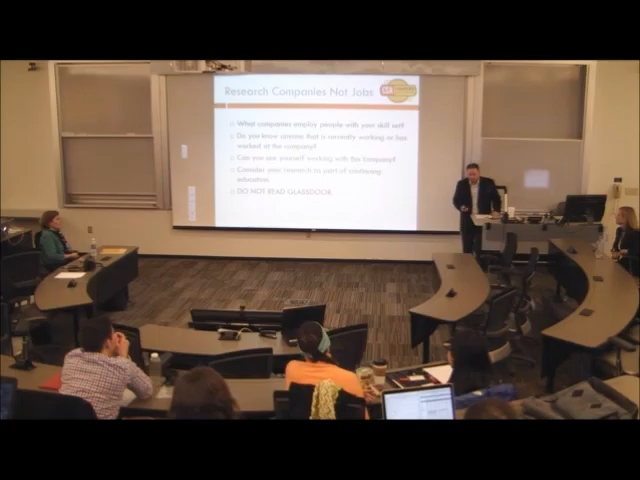 Research Companies Not Jobs
What companies employ people with your skill set?
Do you know anyone that is currently working or has
worked at the company?
Can you see yourself working with the company?
Consider your research as part of continuing
education.
DO NOT READ GLASSDOOR.